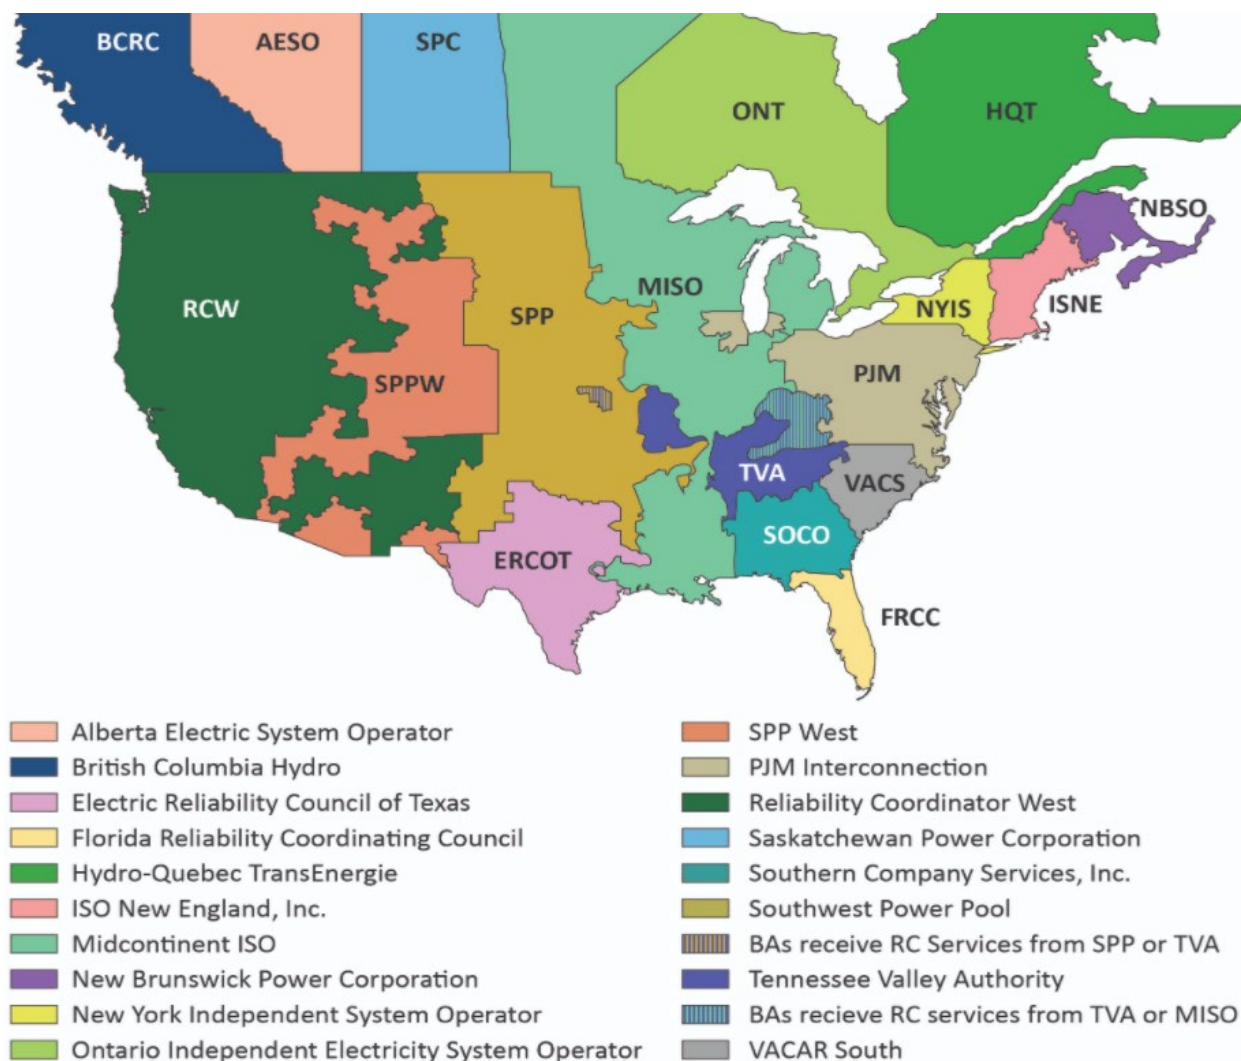 BCRC
AESO
SPC
ONT
HQT
NBSO
RCW
SPP
MISO
NYIS
ISNE
SPPW
PJM
TVA
VACS
ERCOT
SOCO
FRCC
Alberta Electric System Operator
British Columbia Hydro
Electric Reliability Council of Texas
Florida Reliability Coordinating Council
Hydro-Quebec TransEnergie
ISO New England, Inc.
Midcontinent ISO
New Brunswick Power Corporation
New York Independent System Operator
Ontario Independent Electricity System Operator
SPP West
PJM Interconnection
Reliability Coordinator West
Saskatchewan Power Corporation
Southern Company Services, Inc.
Southwest Power Pool
BAs receive RC Services from SPP or TVA
Tennessee Valley Authority
BAs recieve RC services from TVA or MISO
VACAR South